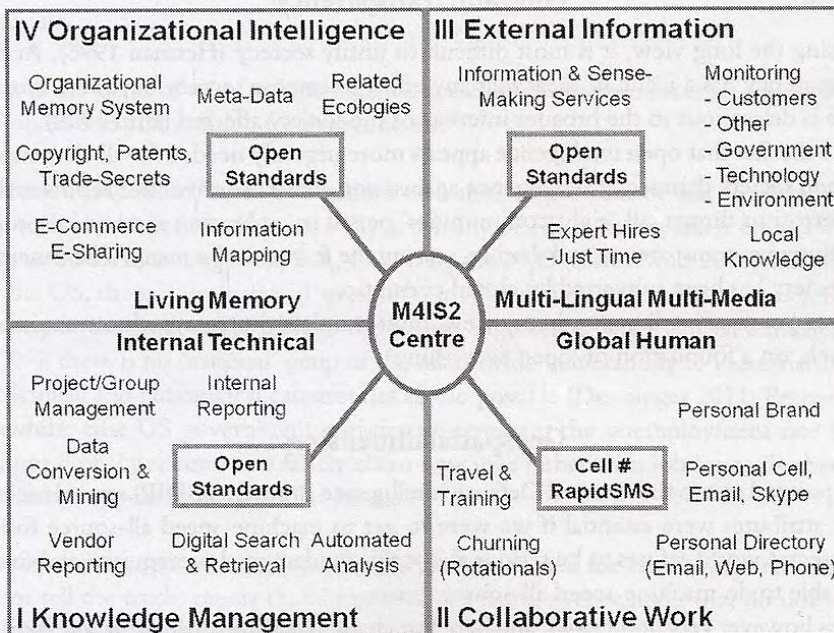 IV Organizational Intelligence
Organizational
Memory System
Meta-Data
Related
Ecologies
Copyright, Patents,
Trade-Secrets
Open
Standards
E-Commerce
E-Sharing
Information
Mapping
Living Memory
III External Information
Information & Sense-
Making Services
Monitoring
- Customers
- Other
- Government
- Technology
- Environment
Open
Standards
Expert Hires
- Just Time
Local
Knowledge
Multi-Lingual Multi-Media
M4IS2
Centre
Internal Technical
Project/Group
Management
Internal
Reporting
Data
Conversion &
Mining
Open
Standards
Vendor
Reporting
Digital Search
& Retrieval
Automated
Analysis
I Knowledge Management
Global Human
Personal Brand
Travel &
Training
Cell #
RapidSMS
Personal Cell,
Email, Skype
Churning
(Rotationals)
Personal Directory
(Email, Web, Phone)
II Collaborative Work